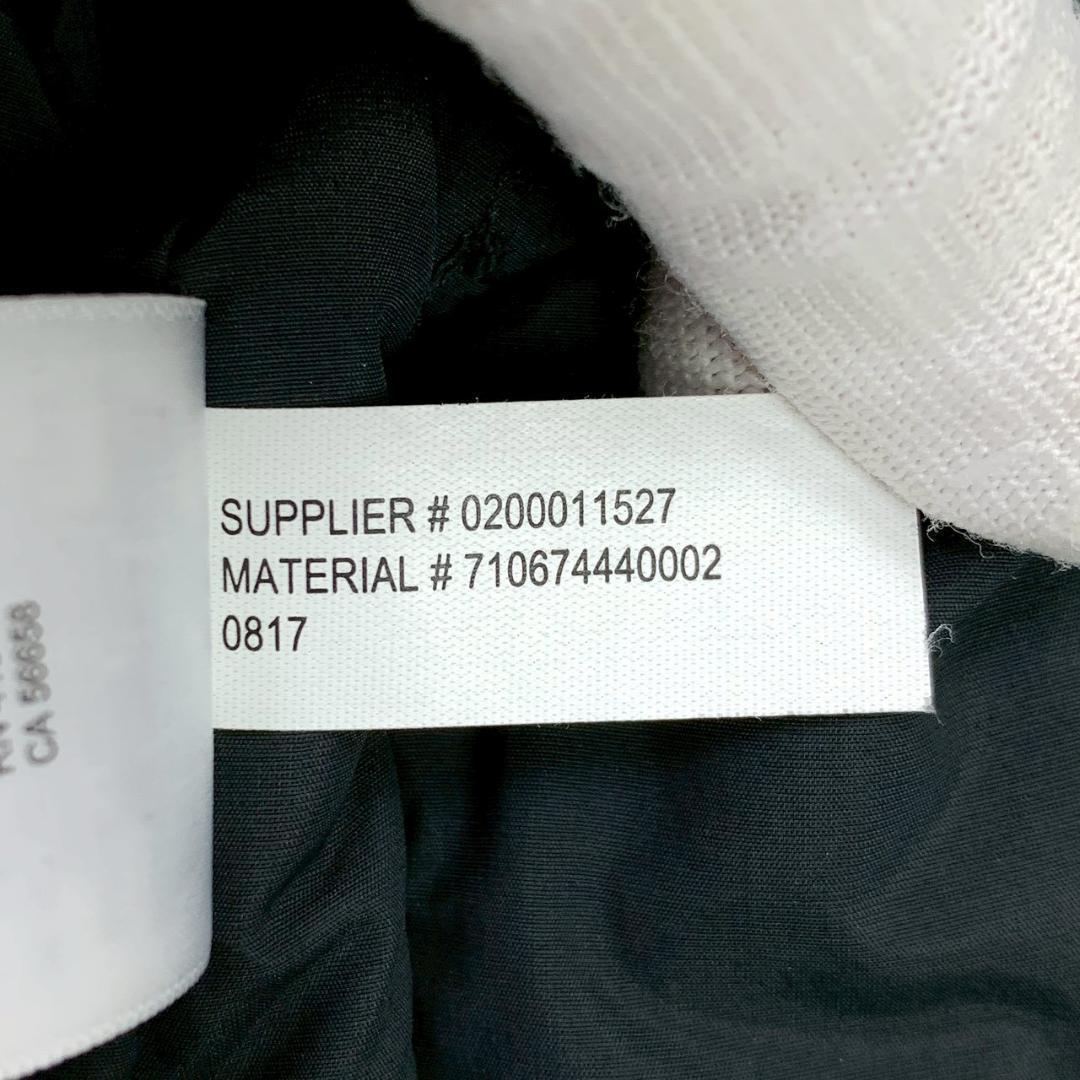 SUPPLIER # 0200011527
MATERIAL # 710674440002
0817
CA 56658